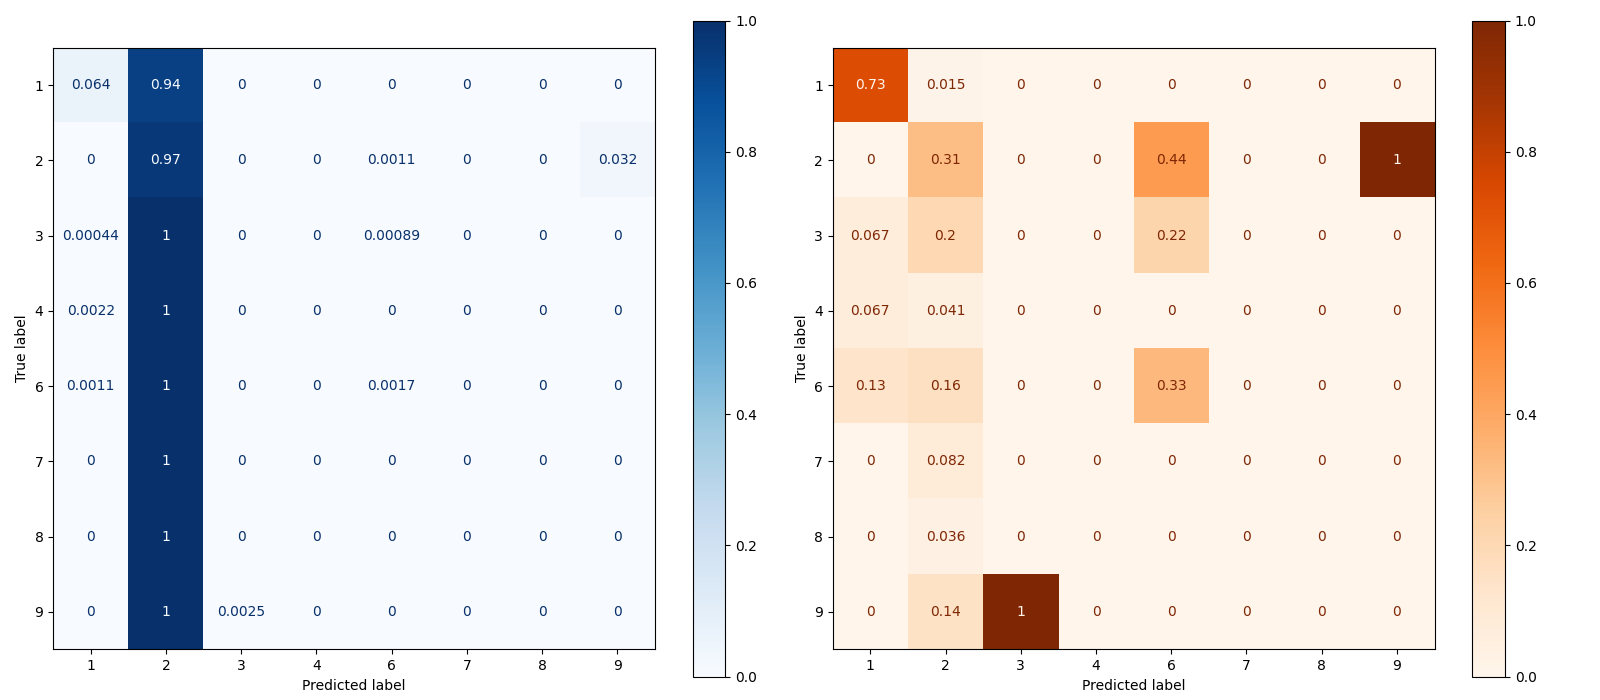 1 0.064 0.94 0 0 0 0 0 0
2 0 0.97 0 0 0.0011 0 0 0.032
3 0.00044 1 0 0 0.00089 0 0 0
4 0.0022 1 0 0 0 0 0 0
6 0.0011 1 0 0 0.0017 0 0 0
7 0 1 0 0 0 0 0 0
8 0 1 0 0 0 0 0 0
9 0 1 0.0025 0 0 0 0 0
1 2 3 4 6 7 8 9
Predicted label
True label
1.0
0.8
0.6
0.4
0.2
0.0
1 0.73 0.015 0 0 0 0 0 0
2 0 0.31 0 0 0.44 0 0 1
3 0.067 0.2 0 0 0.22 0 0 0
4 0.067 0.041 0 0 0 0 0 0
6 0.13 0.16 0 0 0.33 0 0 0
7 0 0.082 0 0 0 0 0 0
8 0 0.036 0 0 0 0 0 0
9 0 0.14 1 0 0 0 0 0
1 2 3 4 6 7 8 9
Predicted label
True label
1.0
0.8
0.6
0.4
0.2
0.0